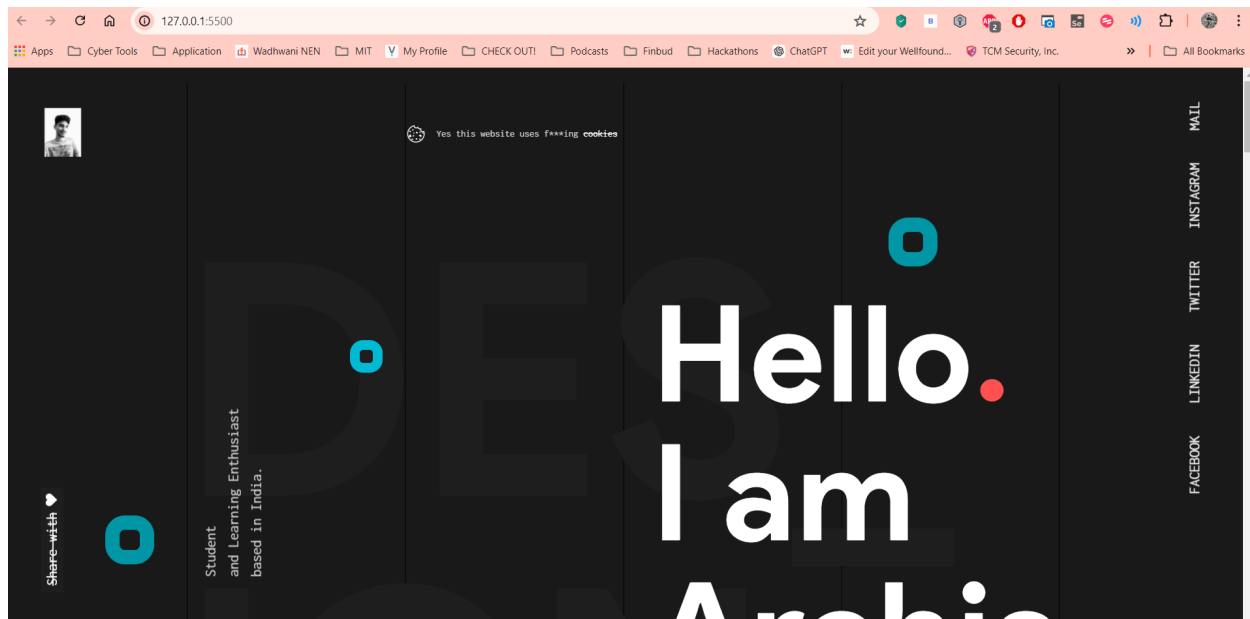 127.0.0.1:5500
Apps Cyber Tools Application Wadhwani NEN MIT My Profile CHECK OUT! Podcasts Finbud Hackathons ChatGPT Edit your Wellfound... TCM Security, Inc. » All Bookmarks
Yes this website uses f***ing cookies
MAIL
INSTAGRAM
TWITTER
LINKEDIN
FACEBOOK
DES
Hello.
I am
Student
and Learning Enthusiast
based in India.
Share with